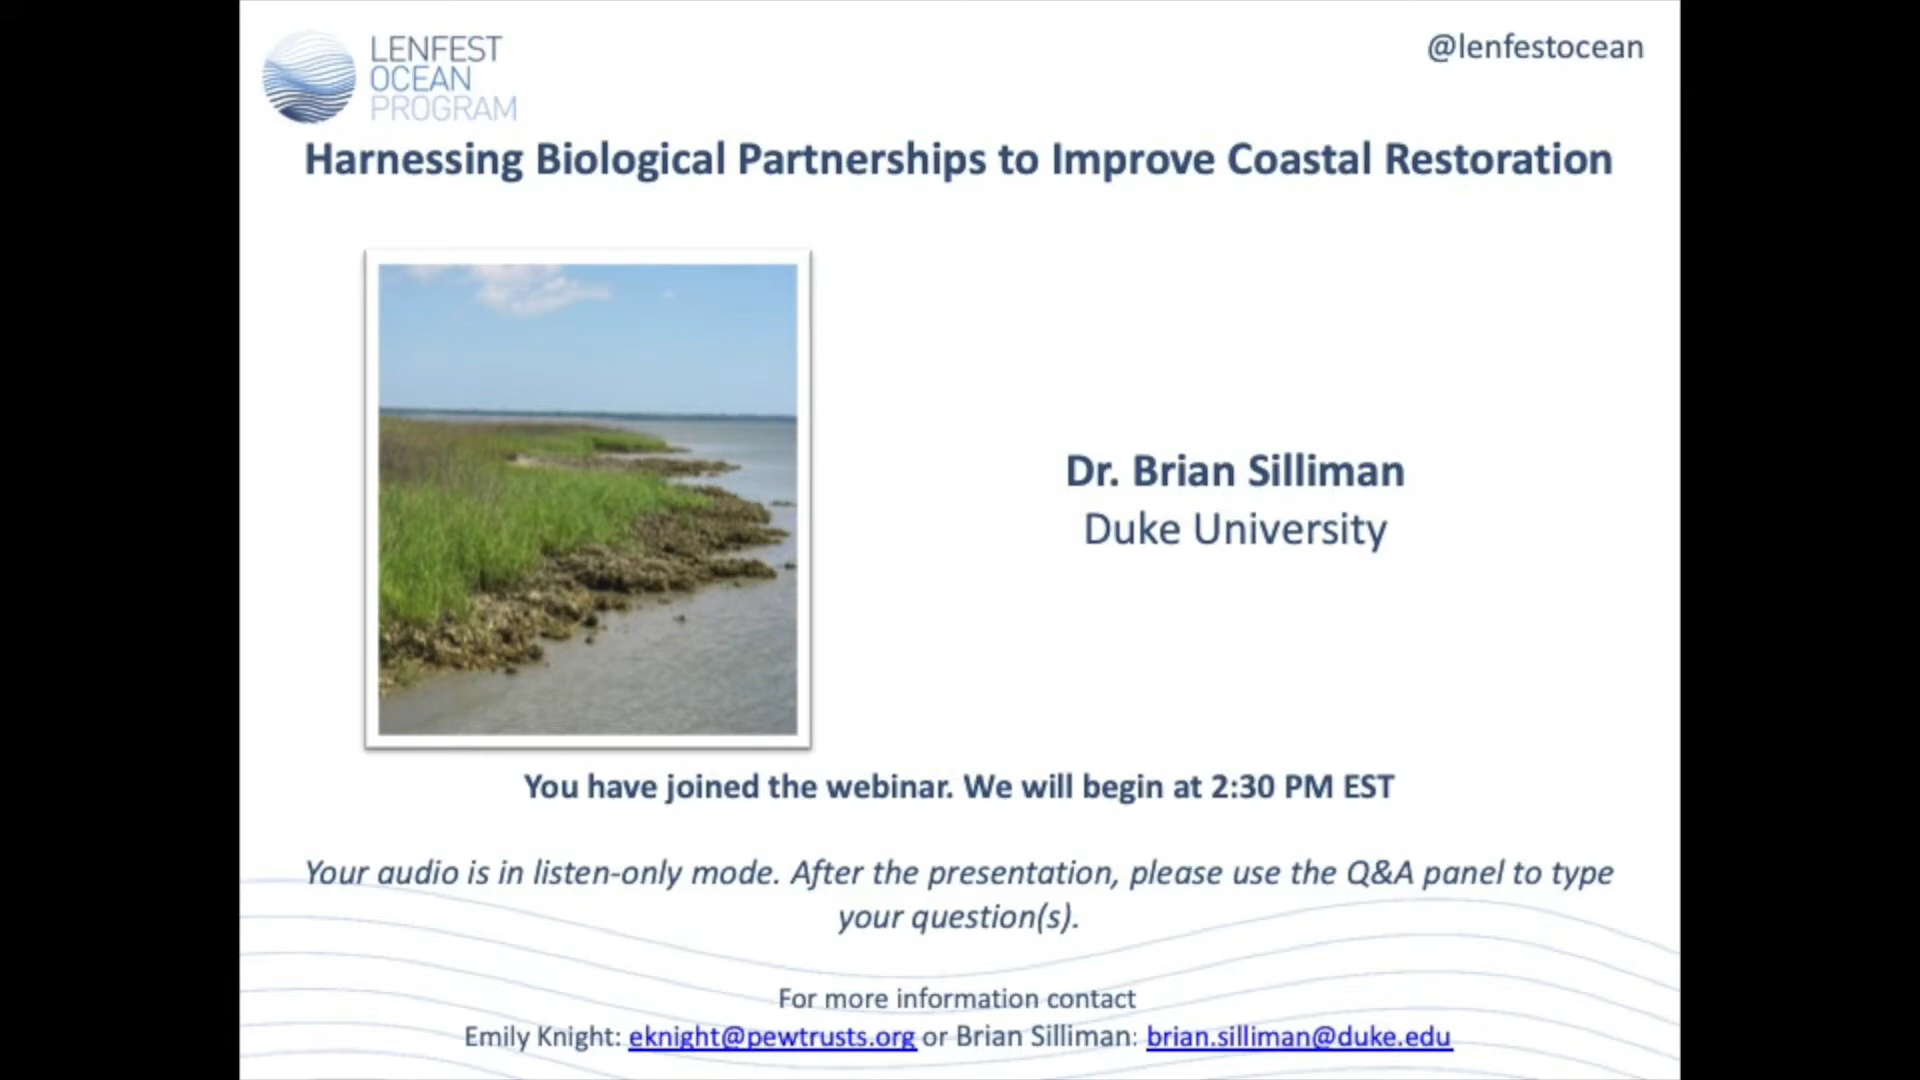 LENFEST
OCEAN
PROGRAM
@lenfestocean
Harnessing Biological Partnerships to Improve Coastal Restoration
Dr. Brian Silliman
Duke University
You have joined the webinar. We will begin at 2:30 PM EST
Your audio is in listen-only mode. After the presentation, please use the Q&A panel to type
your question(s).
For more information contact
Emily Knight: eknight@pewtrusts.org or Brian Silliman: brian.silliman@duke.edu